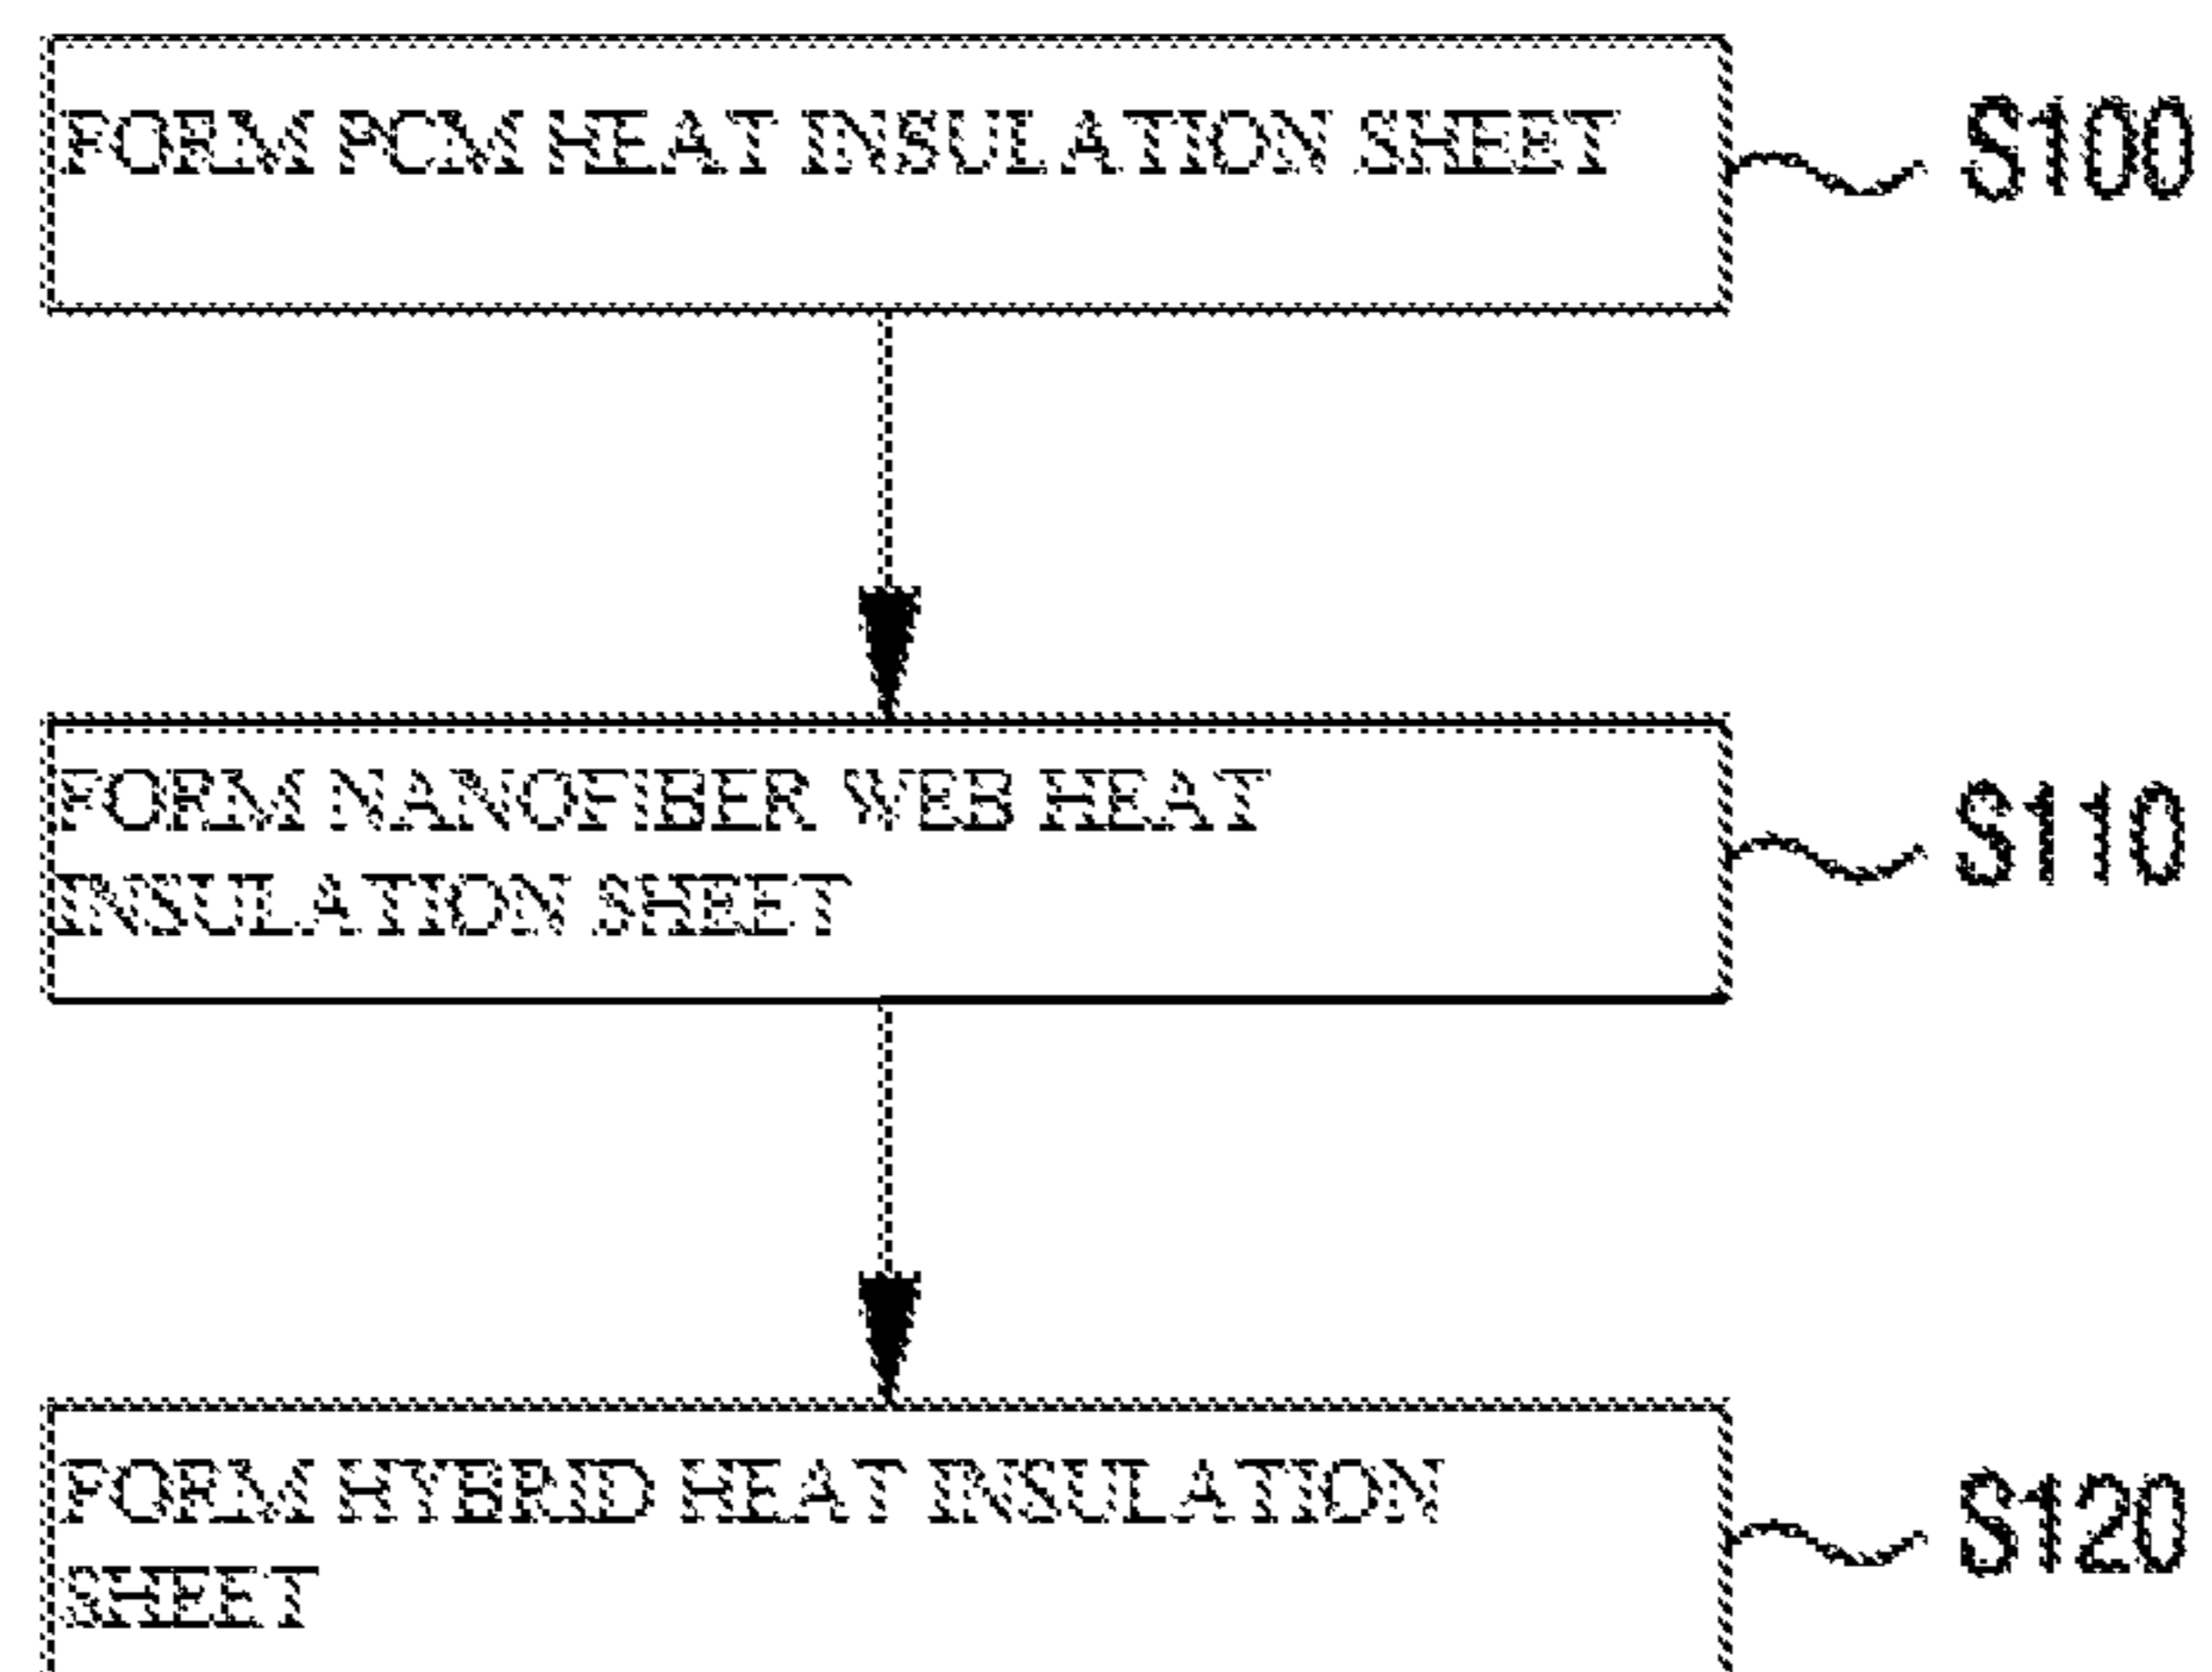 FORM PCM HEAT INSULATION SHEET
S100
FORM NANOFIBER WEB HEAT
INSULATION SHEET
S110
FORM HYBRID HEAT INSULATION
SHEET
S120